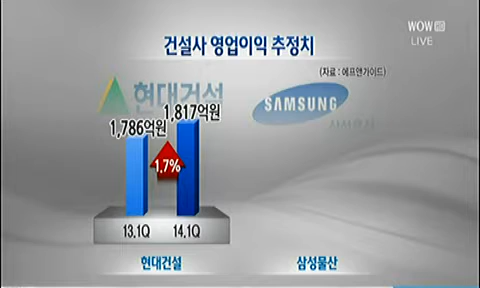 건설사 영업이익 추정치
WOW
LIVE
(자료 : 에프앤가이드)
현대건설
SAMSUNG
1,786억원
1,817억원
1.7%
13.1Q
14.1Q
현대건설
삼성물산